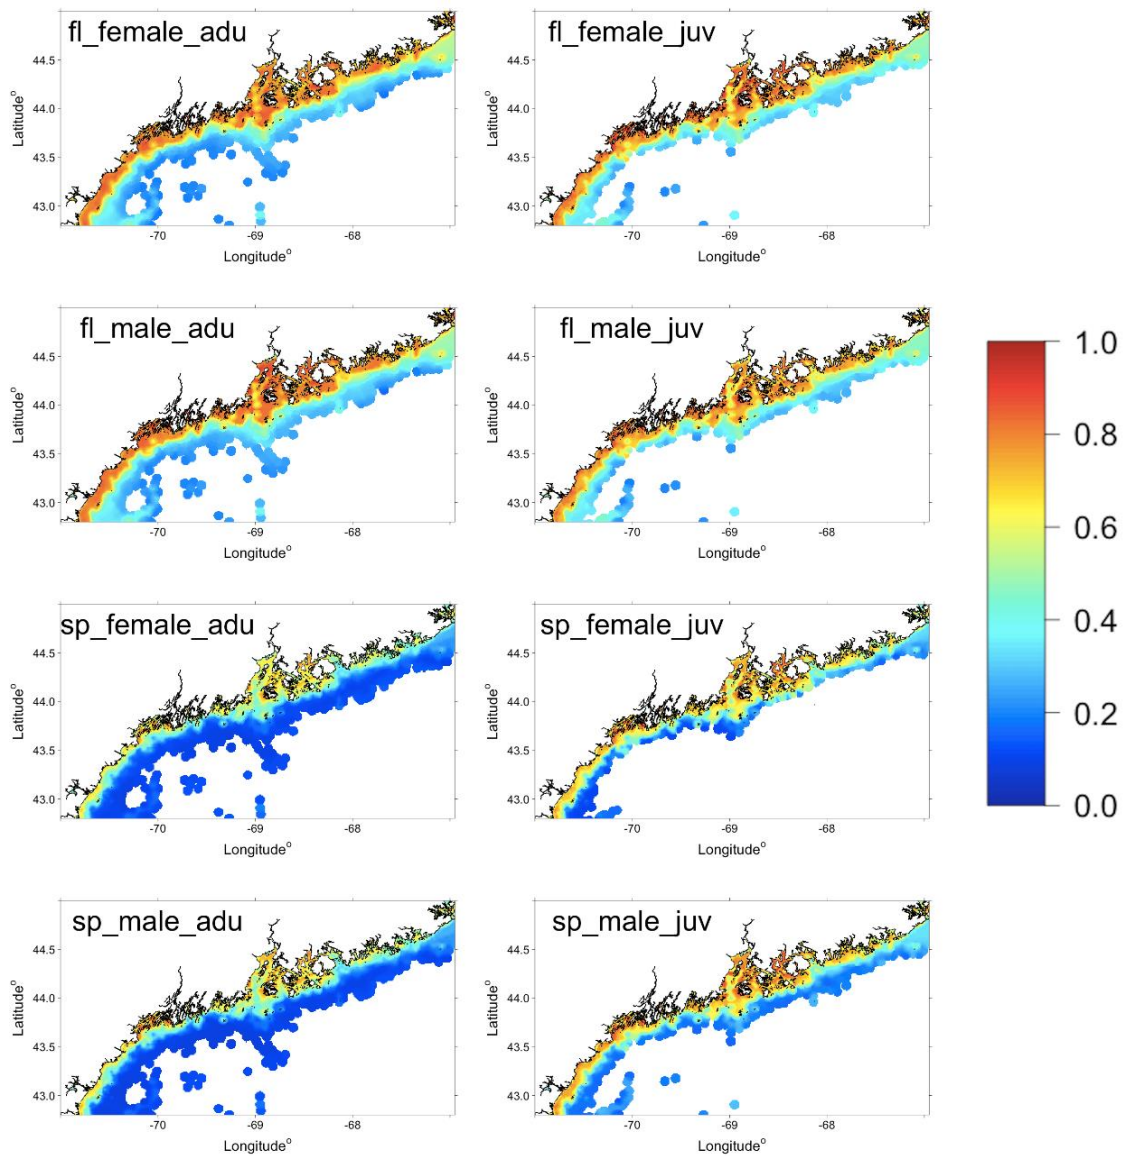 fl_female_adu
fl_female_juv
44.5
44.0
43.5
43.0
Latitude°
-70
-69
-68
Longitude°
44.5
44.0
43.5
43.0
Latitude°
-70
-69
-68
Longitude°
fl_male_adu
fl_male_juv
44.5
44.0
43.5
43.0
Latitude°
-70
-69
-68
Longitude°
44.5
44.0
43.5
43.0
Latitude°
-70
-69
-68
Longitude°
1.0
0.8
0.6
0.4
0.2
0.0
sp_female_adu
sp_female_juv
44.5
44.0
43.5
43.0
Latitude°
-70
-69
-68
Longitude°
44.5
44.0
43.5
43.0
Latitude°
-70
-69
-68
Longitude°
sp_male_adu
sp_male_juv
44.5
44.0
43.5
43.0
Latitude°
-70
-69
-68
Longitude°
44.5
44.0
43.5
43.0
Latitude°
-70
-69
-68
Longitude°